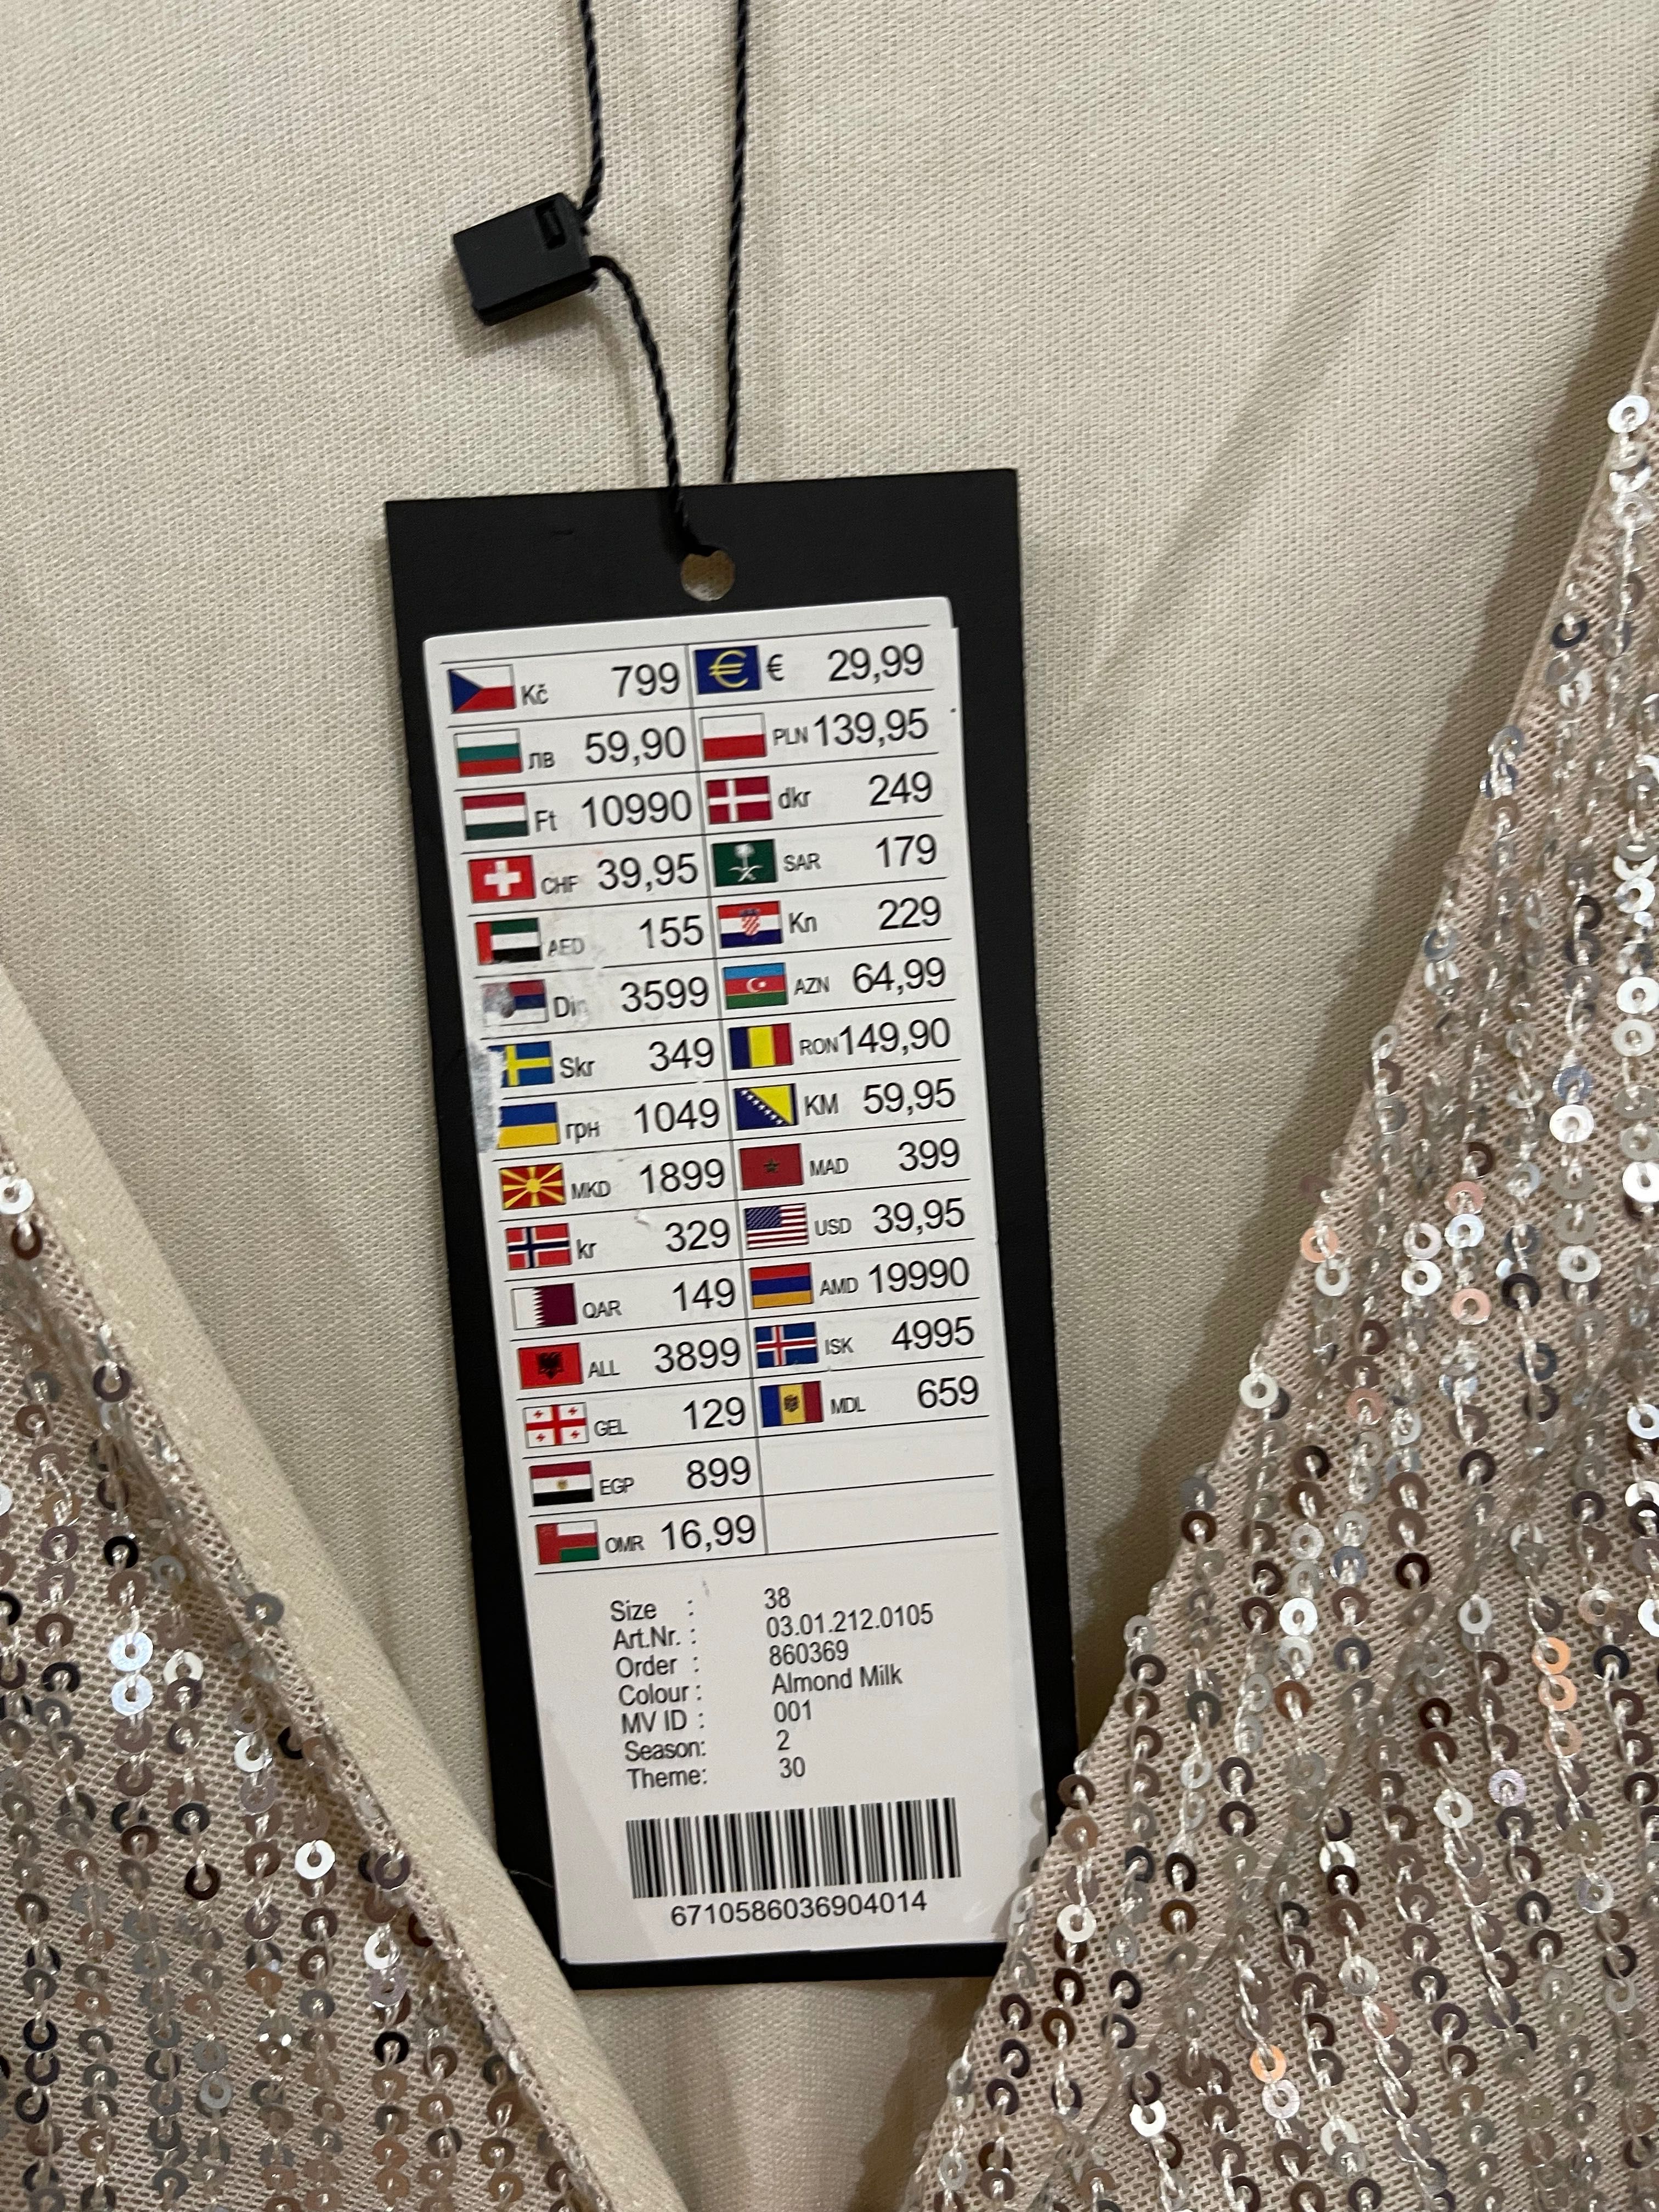 Kč 799 € € 29,99
лв 59,90 PLN 139,95
Ft 10990 dkr 249
CHF 39,95 SAR 179
AED 155 Kn 229
Din 3599 AZN 64,99
Skr 349 RON 149,90
грн 1049 KM 59,95
MKD 1899 MAD 399
kr 329 USD 39,95
QAR 149 AMD 19990
ALL 3899 ISK 4995
GEL 129 MDL 659
EGP 899
OMR 16,99
Size : 38
Art.Nr. : 03.01.212.0105
Order : 860369
Colour : Almond Milk
MV ID : 001
Season: 2
Theme: 30
6710586036904014